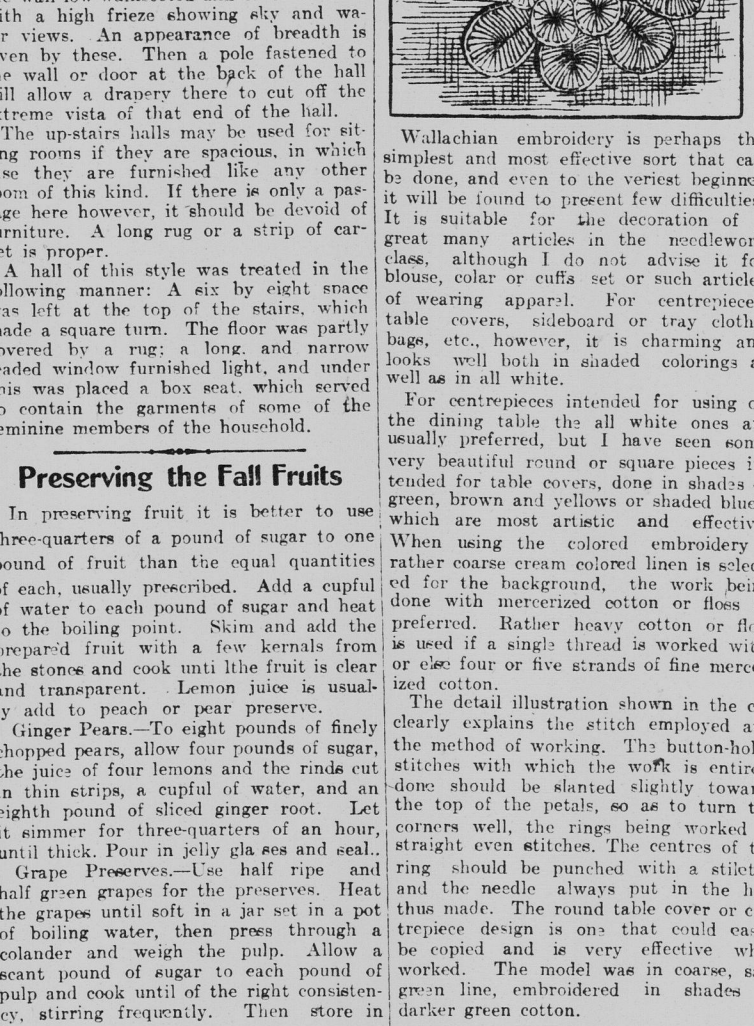 ith a high frieze showing sky and wa-
r views. An appearance of breadth is
ven by these. Then a pole fastened to
e wall or door at the back of the hall
ill allow a drapery there to cut off the
xtreme vista of that end of the hall.
The up-stairs halls may be used for sit-
ng rooms if they are spacious, in which
se they are furnished like any other
oom of this kind. If there is only a pas-
ge here however, it should be devoid of
urniture. A long rug or a strip of car-
et is proper.
A hall of this style was treated in the
ollowing manner: A six by eight space
as left at the top of the stairs, which
nade a square turn. The floor was partly
overed by a rug; a long, and narrow
eaded window furnished light, and under
his was placed a box seat, which served
o contain the garments of some of the
eminine members of the household.
Preserving the Fall Fruits
In preserving fruit it is better to use
three-quarters of a pound of sugar to one
pound of fruit than the equal quantities
of each, usually prescribed. Add a cupful
of water to each pound of sugar and heat
to the boiling point. Skim and add the
prepar'd fruit with a few kernals from
the stones and cook unti lthe fruit is clear
and transparent. Lemon juice is usual-
ly add to peach or pear preserve.
Ginger Pears.—To eight pounds of finely
chopped pears, allow four pounds of sugar,
the juice of four lemons and the rinds cut
in thin strips, a cupful of water, and an
eighth pound of sliced ginger root. Let
it simmer for three-quarters of an hour,
until thick. Pour in jelly gla ses and seal..
Grape Preserves.—Use half ripe and
half green grapes for the preserves. Heat
the grapes until soft in a jar set in a pot
of boiling water, then press through a
colander and weigh the pulp. Allow a
scant pound of sugar to each pound of
pulp and cook until of the right consisten-
cy, stirring frequently. Then store in
Wallachian embroidery is perhaps th
simplest and most effective sort that ca
be done, and even to the veriest beginne
it will be found to present few difficultie
It is suitable for the decoration of
great many articles in the needlewor
class, although I do not advise it fo
blouse, colar or cuffs set or such article
of wearing apparel. For centrepiece
table covers, sideboard or tray cloth
bags, etc., however, it is charming an
looks well both in shaded colorings a
well as in all white.
For centrepieces intended for using o
the dining table the all white ones a
usually preferred, but I have seen som
very beautiful round or square pieces i
tended for table covers, done in shades
green, brown and yellows or shaded blue
which are most artistic and effectiv
When using the colored embroidery
rather coarse cream colored linen is selec
ed for the background, the work bein
done with mercerized cotton or floss
preferred. Rather heavy cotton or flo
is used if a single thread is worked wit
or else four or five strands of fine merce
ized cotton.
The detail illustration shown in the c
clearly explains the stitch employed a
the method of working. The button-hol
stitches with which the work is entire
done should be slanted slightly towar
the top of the petals, so as to turn t
corners well, the rings being worked
straight even stitches. The centres of t
ring should be punched with a stilet
and the needle always put in the h
thus made. The round table cover or c
trepiece design is one that could eas
be copied and is very effective wh
worked. The model was in coarse, sa
green line, embroidered in shades
darker green cotton.